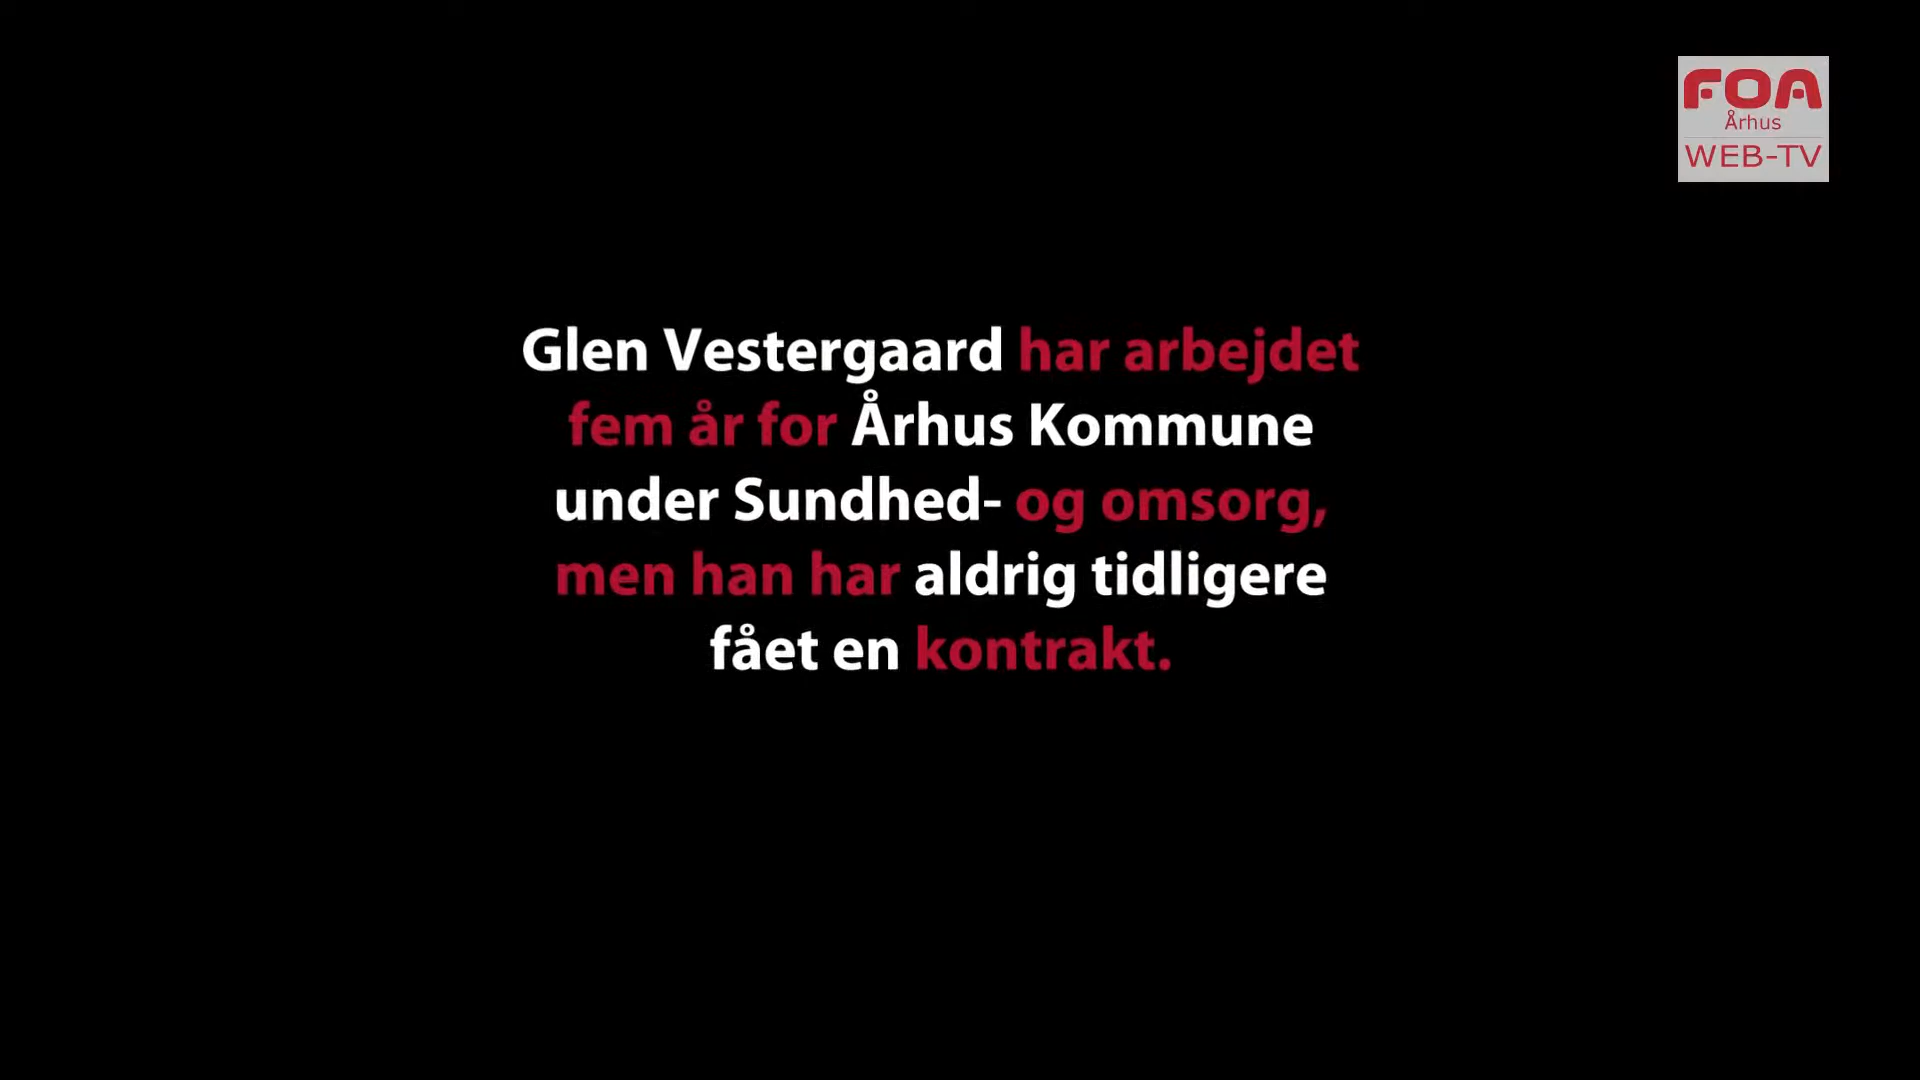 FOA
Århus
WEB-TV
Glen Vestergaard har arbejdet
fem år for Århus Kommune
under Sundhed- og omsorg,
men han har aldrig tidligere
fået en kontrakt.